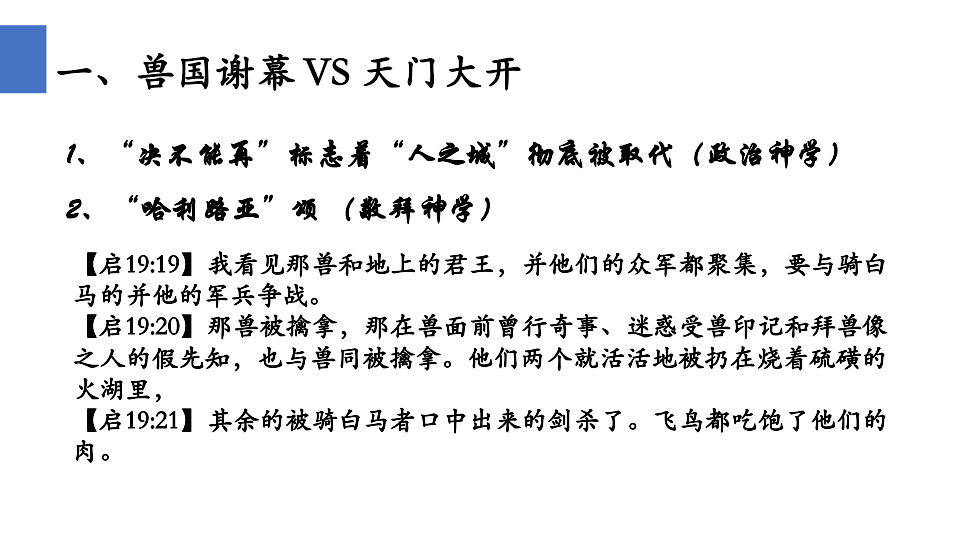 一、兽国谢幕 VS 天门大开
1、“决不能再”标志着“人之城”彻底被取代（政治神学）
2、“哈利路亚”颂（敬拜神学）
【启19:19】我看见那兽和地上的君王，并他们的众军都聚集，要与骑白
马的并他的军兵争战。
【启19:20】那兽被擒拿，那在兽面前曾行奇事、迷惑受兽印记和拜兽像
之人的假先知，也与兽同被擒拿。他们两个就活活地被扔在烧着硫磺的
火湖里，
【启19:21】其余的被骑白马者口中出来的剑杀了。飞鸟都吃饱了他们的
肉。